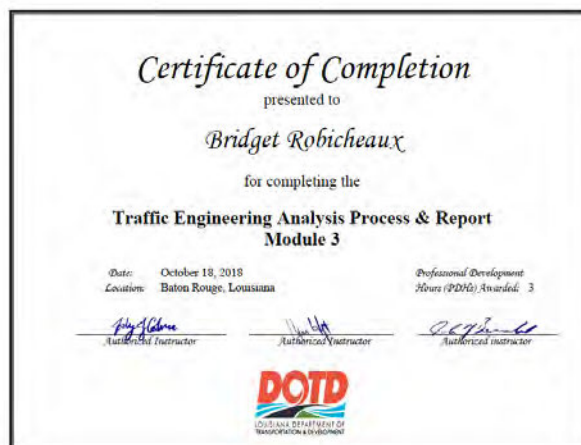 Certificate of Completion
presented to
Bridget Robicheaux
for completing the
Traffic Engineering Analysis Process & Report
Module 3
Date: October 18, 2018
Location: Baton Rouge, Louisiana
Professional Development
Hours (PDHs) Awarded: 3
Authorized Instructor
Authorized Instructor
Authorized instructor
DOTD
LOUISIANA DEPARTMENT OF
TRANSPORTATION & DEVELOPMENT